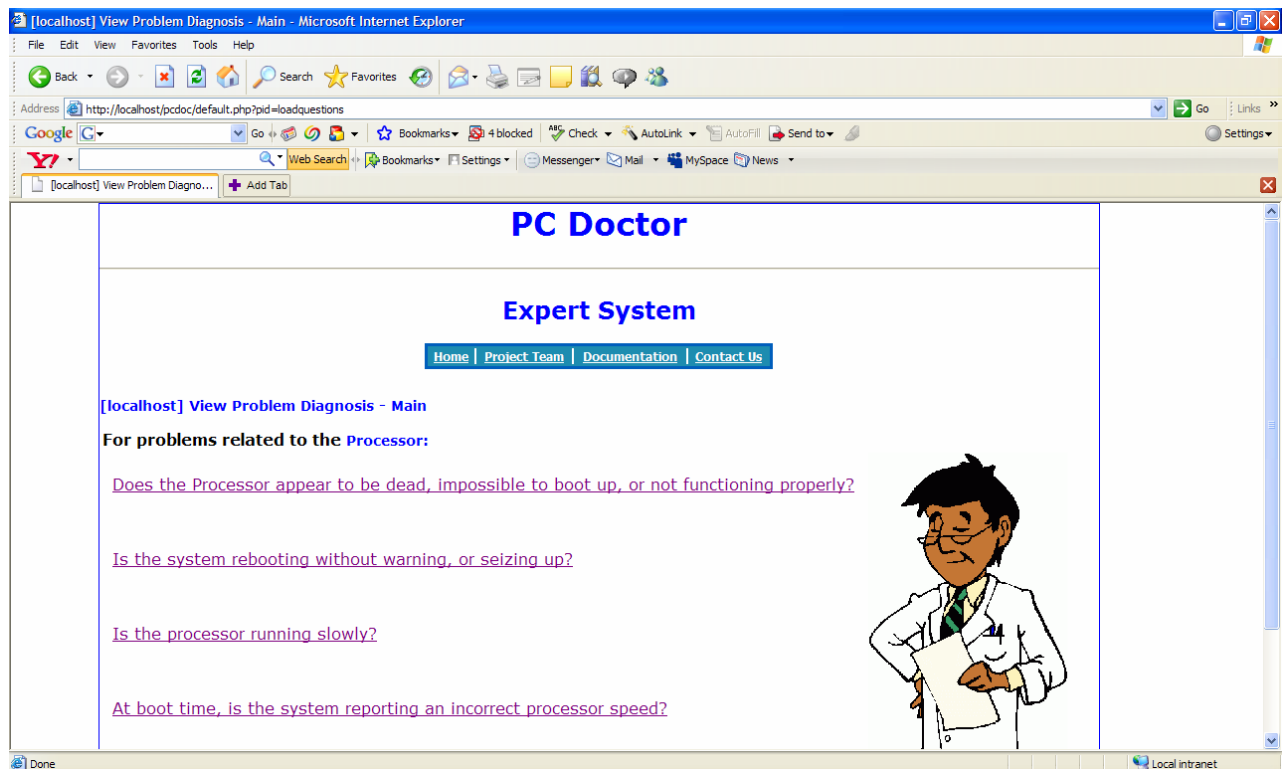 [localhost] View Problem Diagnosis - Main - Microsoft Internet Explorer
File Edit View Favorites Tools Help
Back Search Favorites
Address http://localhost/pcdoc/default.php?pid=loadquestions Go Links »
Google G Go Bookmarks 4 blocked ABC Check AutoLink AutoFill Send to Settings
Y! Web Search Bookmarks Settings Messenger Mail MySpace News
[localhost] View Problem Diagno... Add Tab
PC Doctor
Expert System
Home | Project Team | Documentation | Contact Us
[localhost] View Problem Diagnosis - Main
For problems related to the Processor:
Does the Processor appear to be dead, impossible to boot up, or not functioning properly?
Is the system rebooting without warning, or seizing up?
Is the processor running slowly?
At boot time, is the system reporting an incorrect processor speed?
Done Local intranet